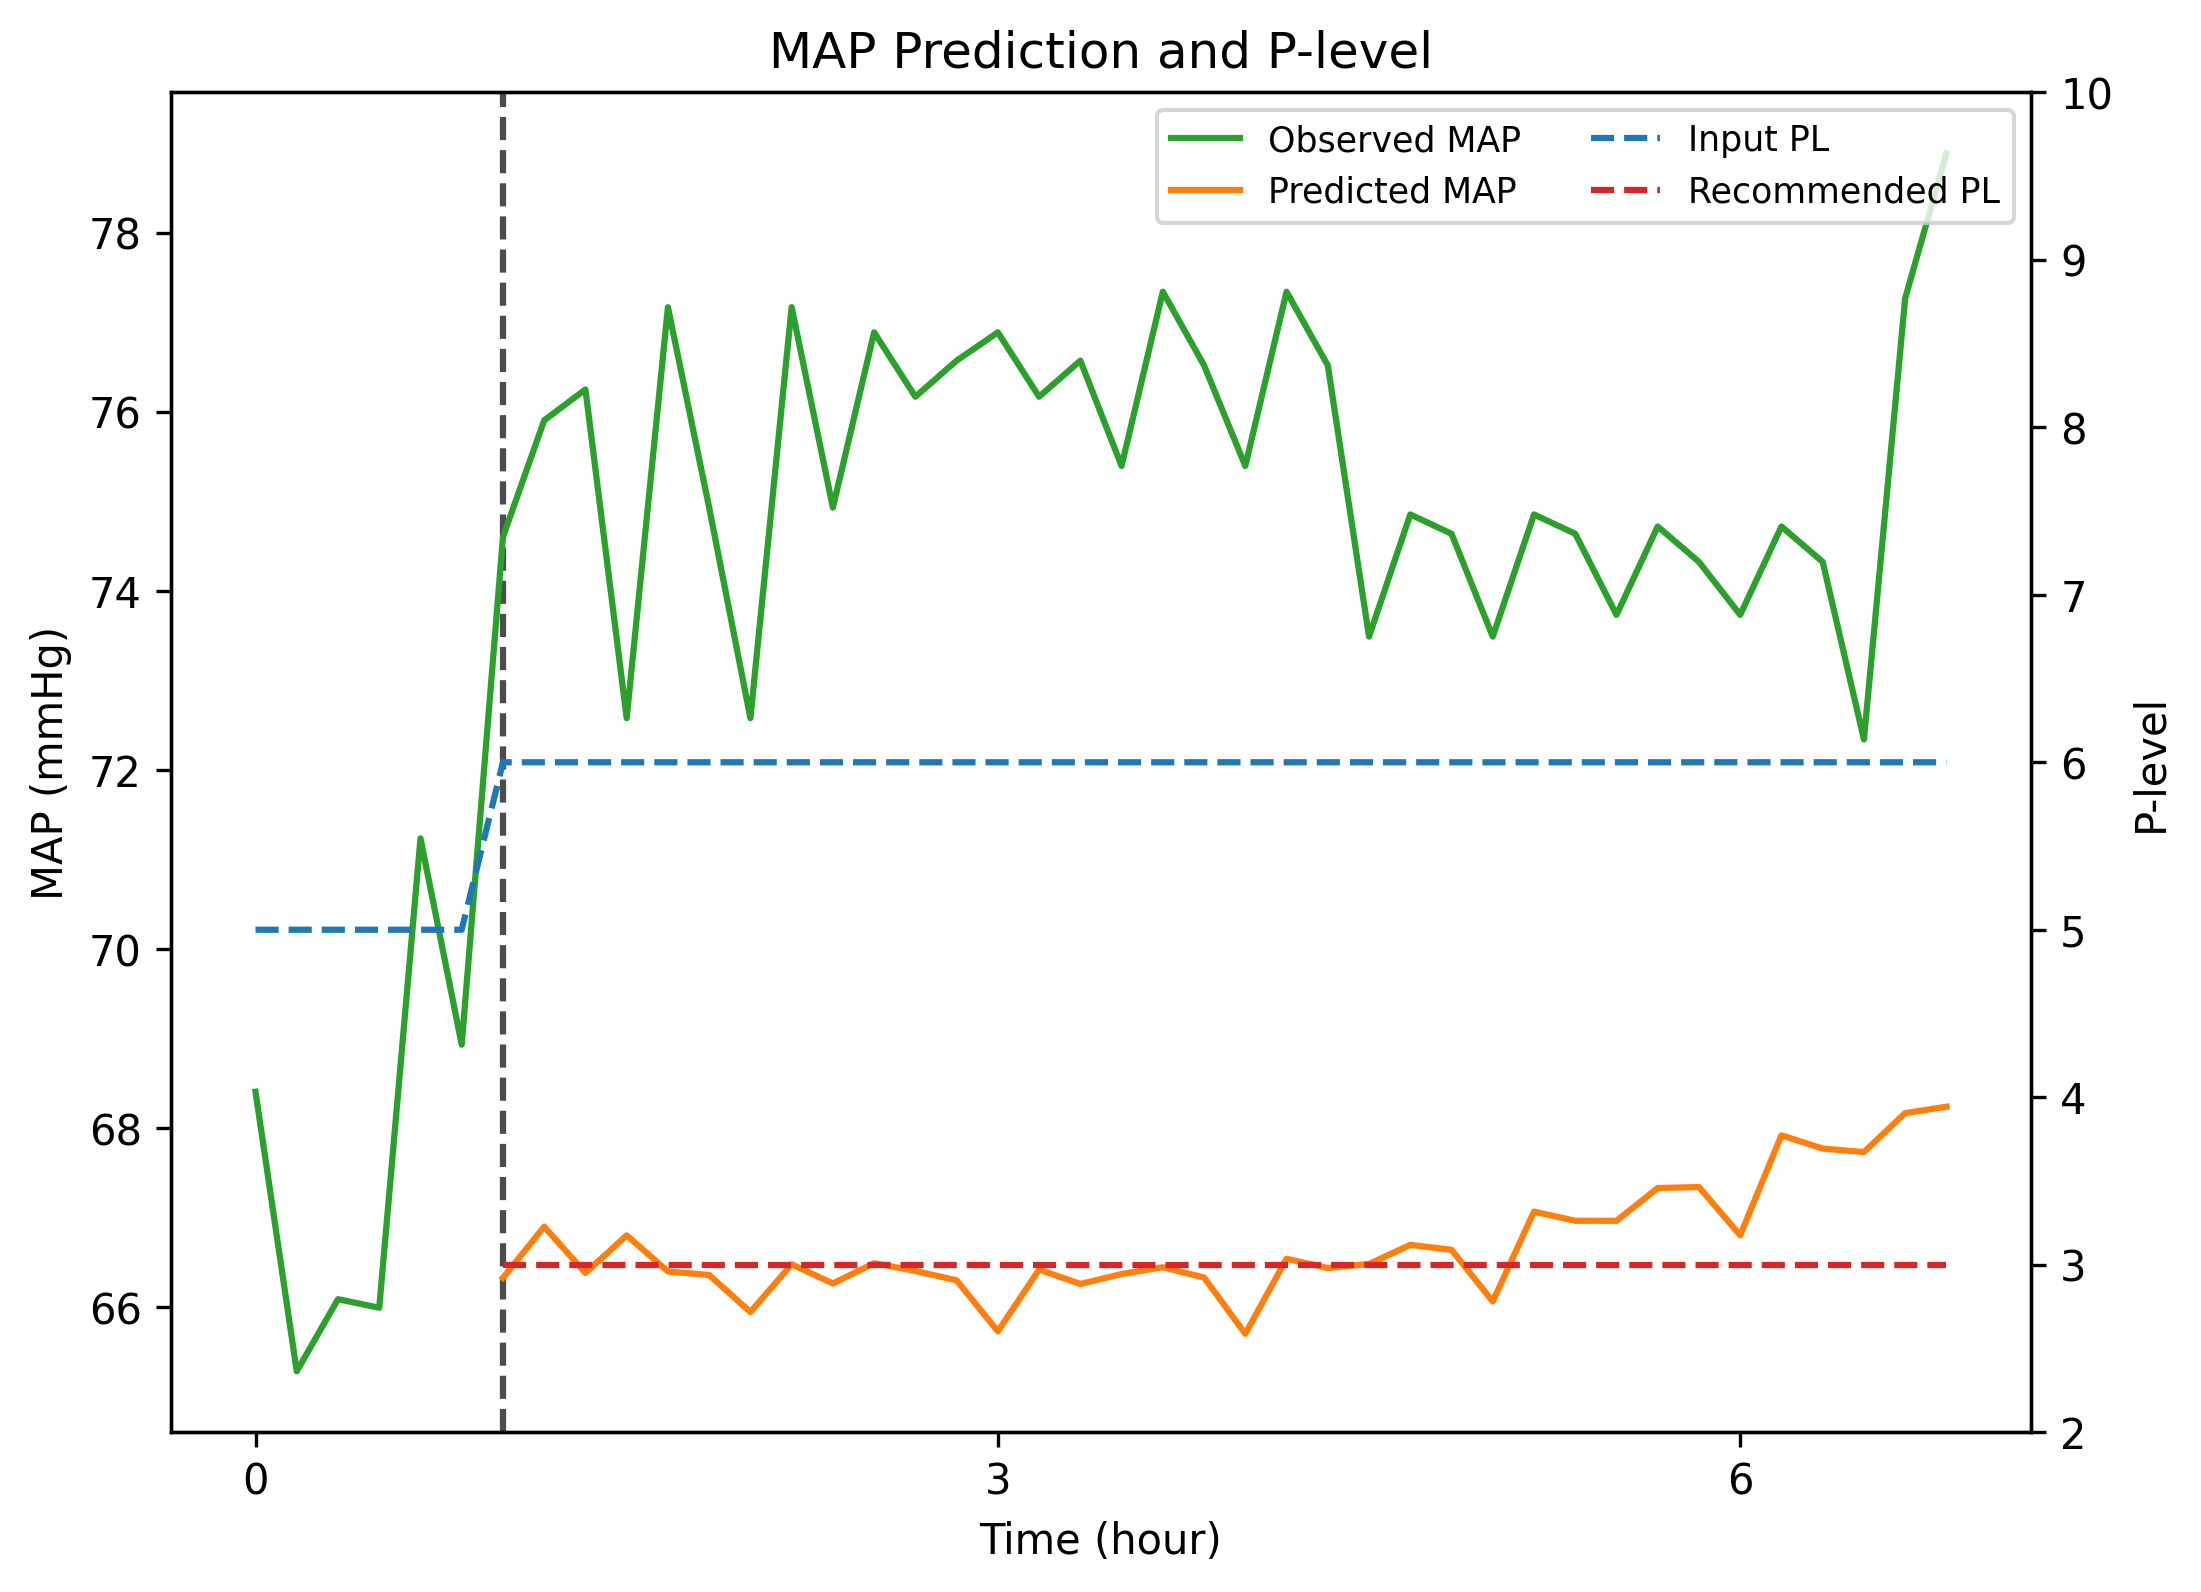 MAP Prediction and P-level
Observed MAP
Predicted MAP
Input PL
Recommended PL
MAP (mmHg)
78
76
74
72
70
68
66
10
9
8
7
6
5
4
3
2
P-level
0 3 6
Time (hour)